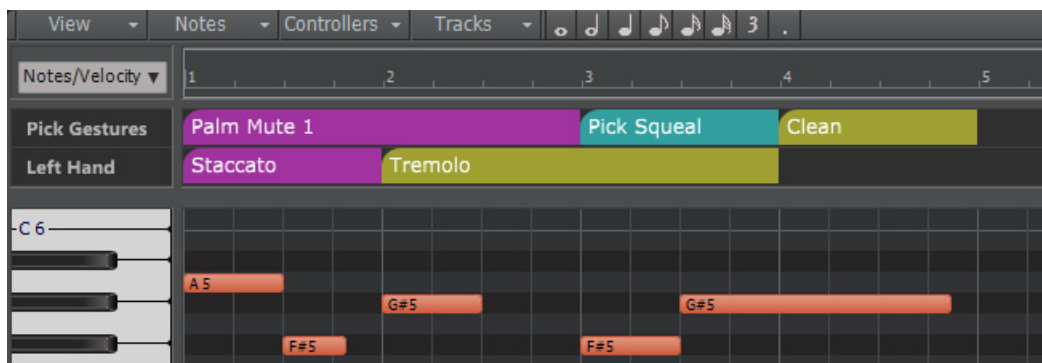 View Notes Controllers Tracks 3 .
Notes/Velocity 1 2 3 4 5
Pick Gestures Palm Mute 1 Pick Squeal Clean
Left Hand Staccato Tremolo
C 6
A 5
G#5 G#5
F#5 F#5